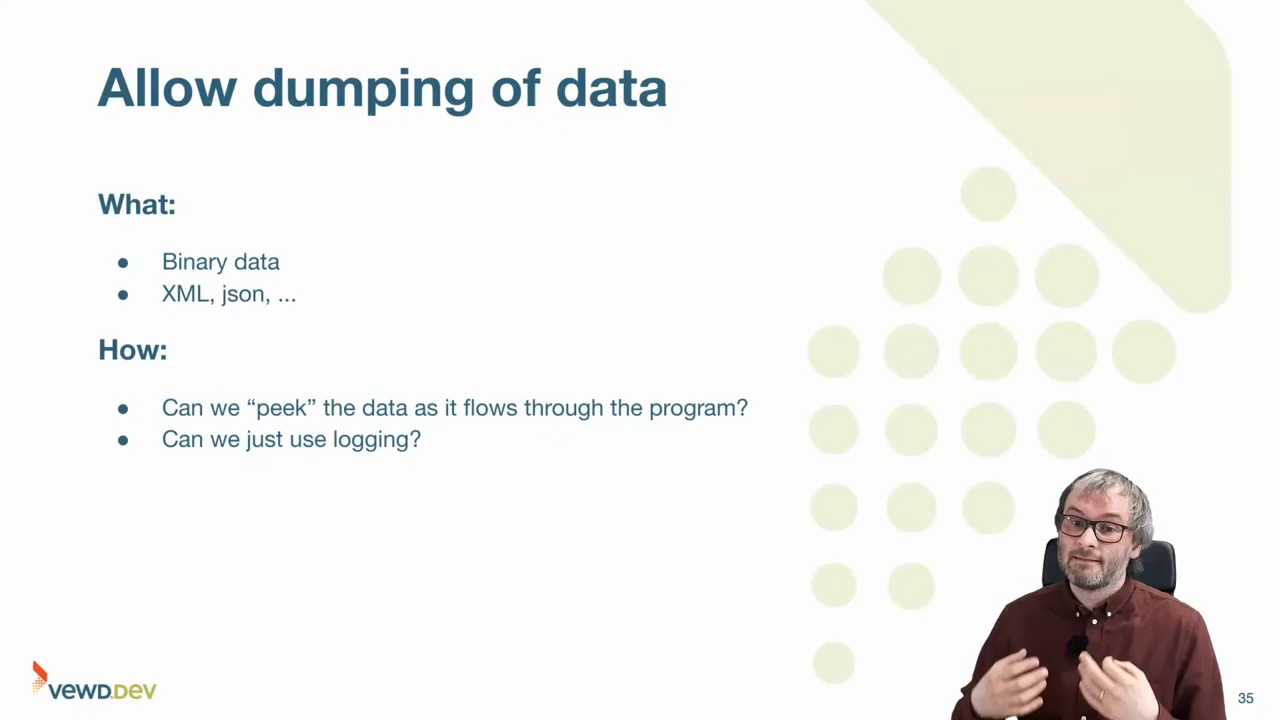 Allow dumping of data
What:
● Binary data
● XML, json, ...
How:
● Can we “peek” the data as it flows through the program?
● Can we just use logging?
VEWD.DEV
35